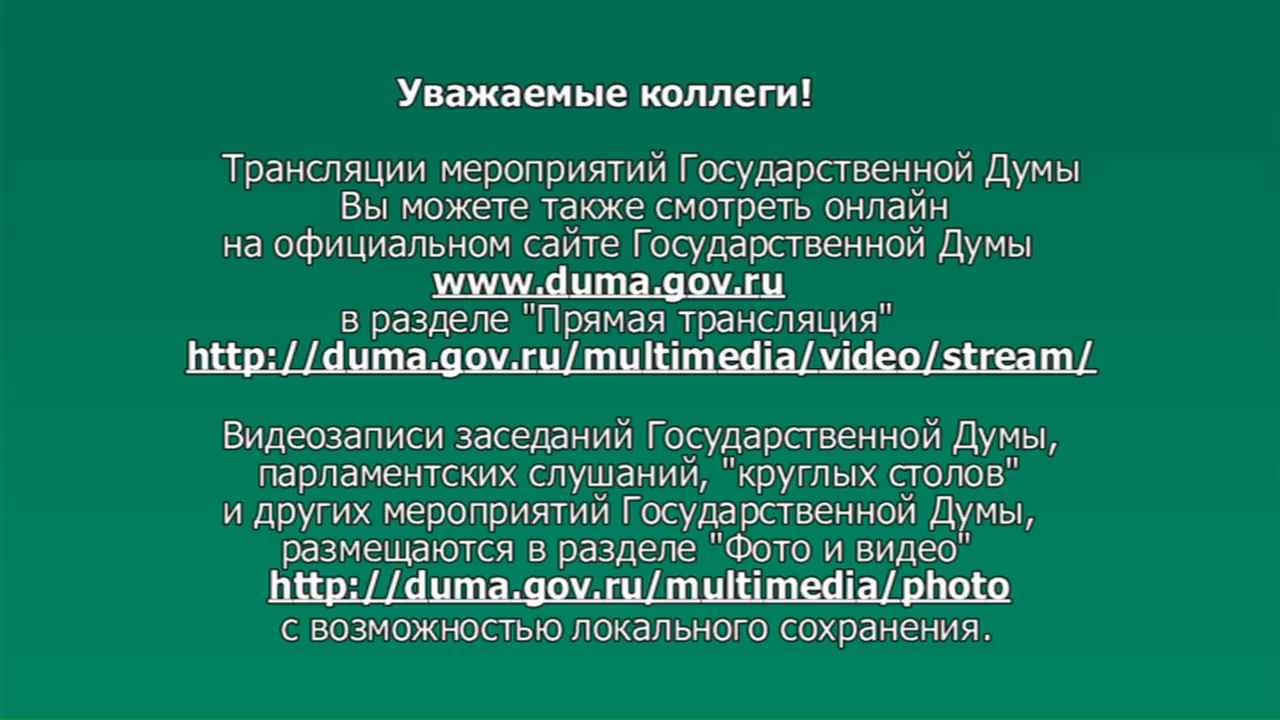 Уважаемые коллеги!
Трансляции мероприятий Государственной Думы
Вы можете также смотреть онлайн
на официальном сайте Государственной Думы
www.duma.gov.ru
в разделе "Прямая трансляция"
http://duma.gov.ru/multimedia/video/stream/
Видеозаписи заседаний Государственной Думы,
парламентских слушаний, "круглых столов"
и других мероприятий Государственной Думы,
размещаются в разделе "Фото и видео"
http://duma.gov.ru/multimedia/photo
с возможностью локального сохранения.